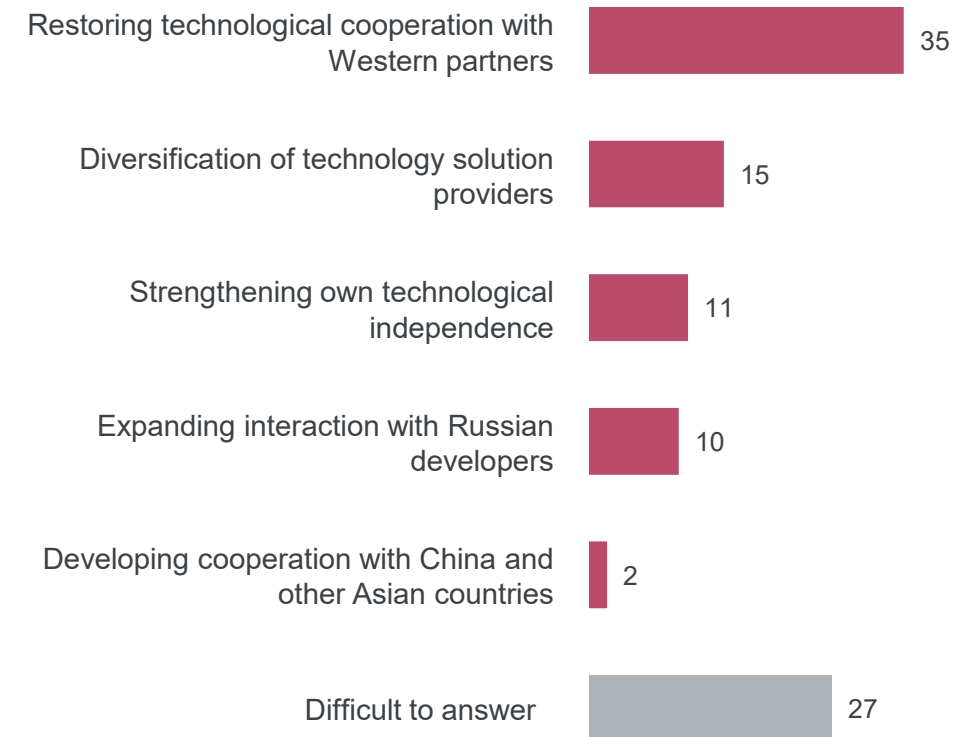 Restoring technological cooperation with
Western partners
35
Diversification of technology solution
providers
15
Strengthening own technological
independence
11
Expanding interaction with Russian
developers
10
Developing cooperation with China and
other Asian countries
2
Difficult to answer
27